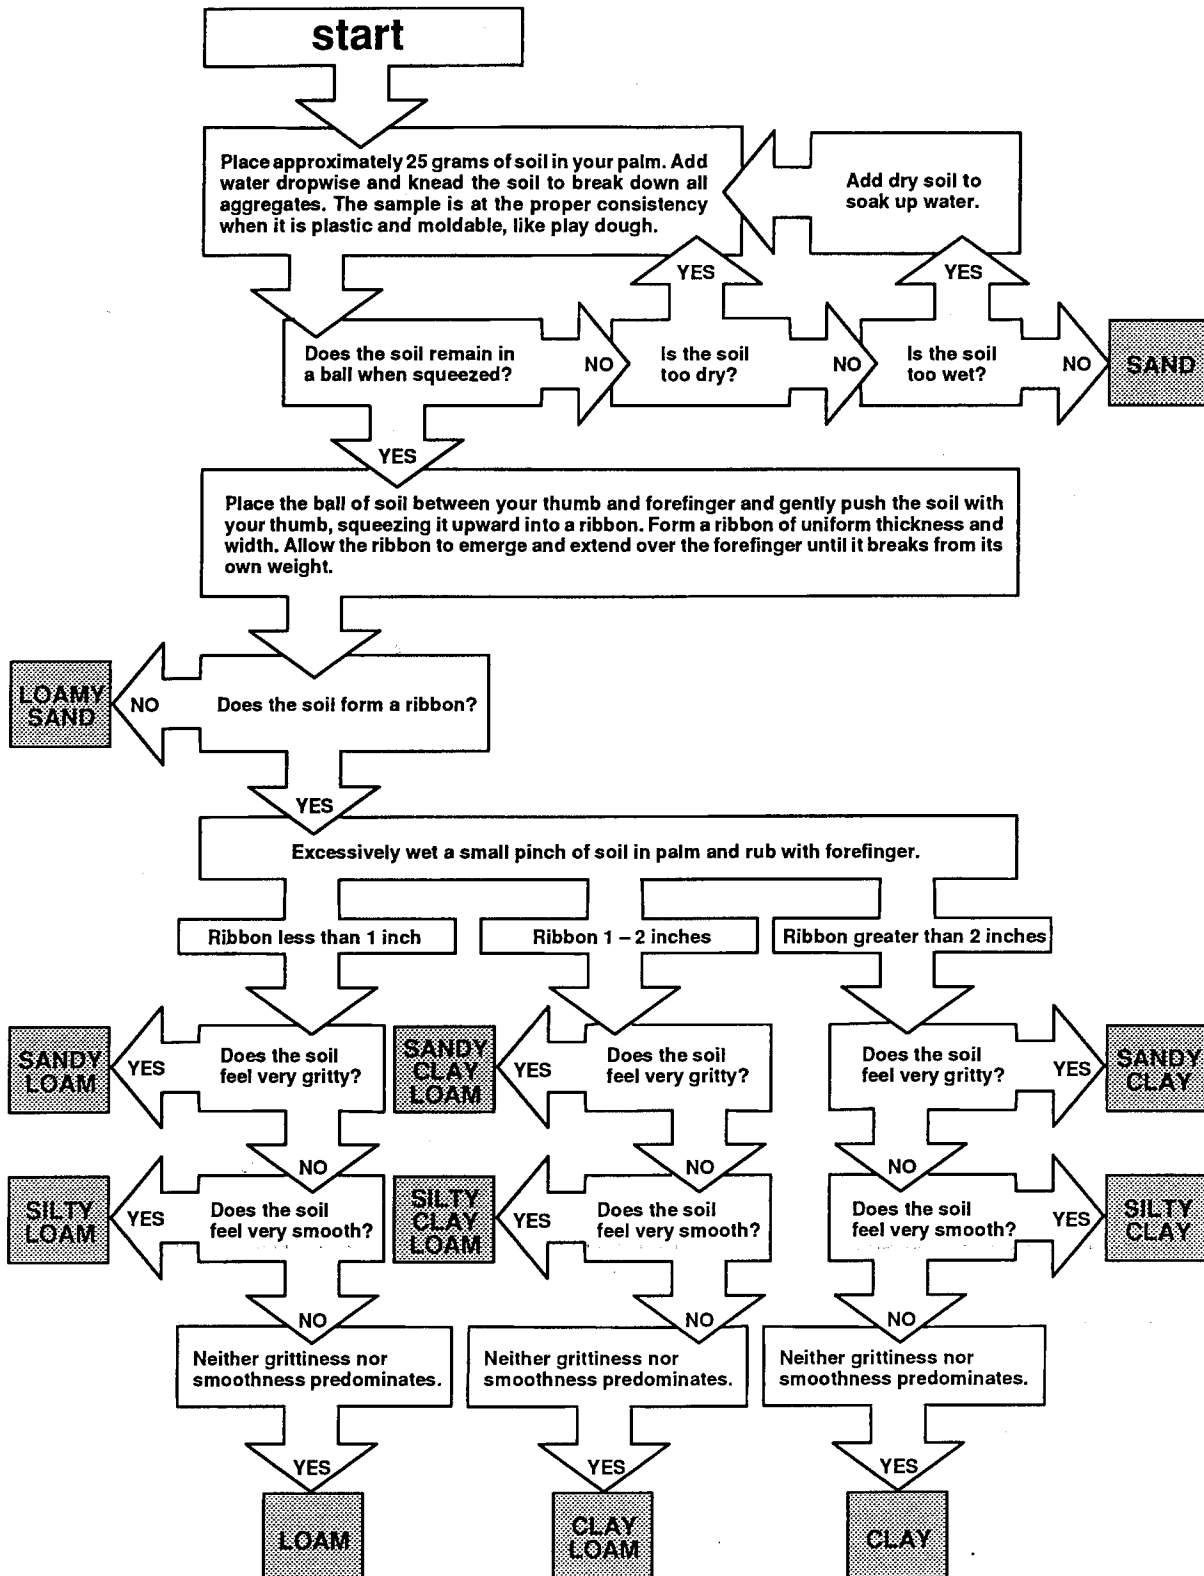 start
Place approximately 25 grams of soil in your palm. Add
water dropwise and knead the soil to break down all
aggregates. The sample is at the proper consistency
when it is plastic and moldable, like play dough.
Add dry soil to
soak up water.
YES
YES
Does the soil remain in
a ball when squeezed?
NO
Is the soil
too dry?
NO
Is the soil
too wet?
NO
SAND
YES
Place the ball of soil between your thumb and forefinger and gently push the soil with
your thumb, squeezing it upward into a ribbon. Form a ribbon of uniform thickness and
width. Allow the ribbon to emerge and extend over the forefinger until it breaks from its
own weight.
LOAMY
SAND
NO
Does the soil form a ribbon?
YES
Excessively wet a small pinch of soil in palm and rub with forefinger.
Ribbon less than 1 inch
Ribbon 1 – 2 inches
Ribbon greater than 2 inches
SANDY
LOAM
YES
Does the soil
feel very gritty?
SANDY
CLAY
LOAM
YES
Does the soil
feel very gritty?
Does the soil
feel very gritty?
YES
SANDY
CLAY
NO
NO
NO
SILTY
LOAM
YES
Does the soil
feel very smooth?
SILTY
CLAY
LOAM
YES
Does the soil
feel very smooth?
Does the soil
feel very smooth?
YES
SILTY
CLAY
NO
NO
NO
Neither grittiness nor
smoothness predominates.
Neither grittiness nor
smoothness predominates.
Neither grittiness nor
smoothness predominates.
YES
YES
YES
LOAM
CLAY
LOAM
CLAY